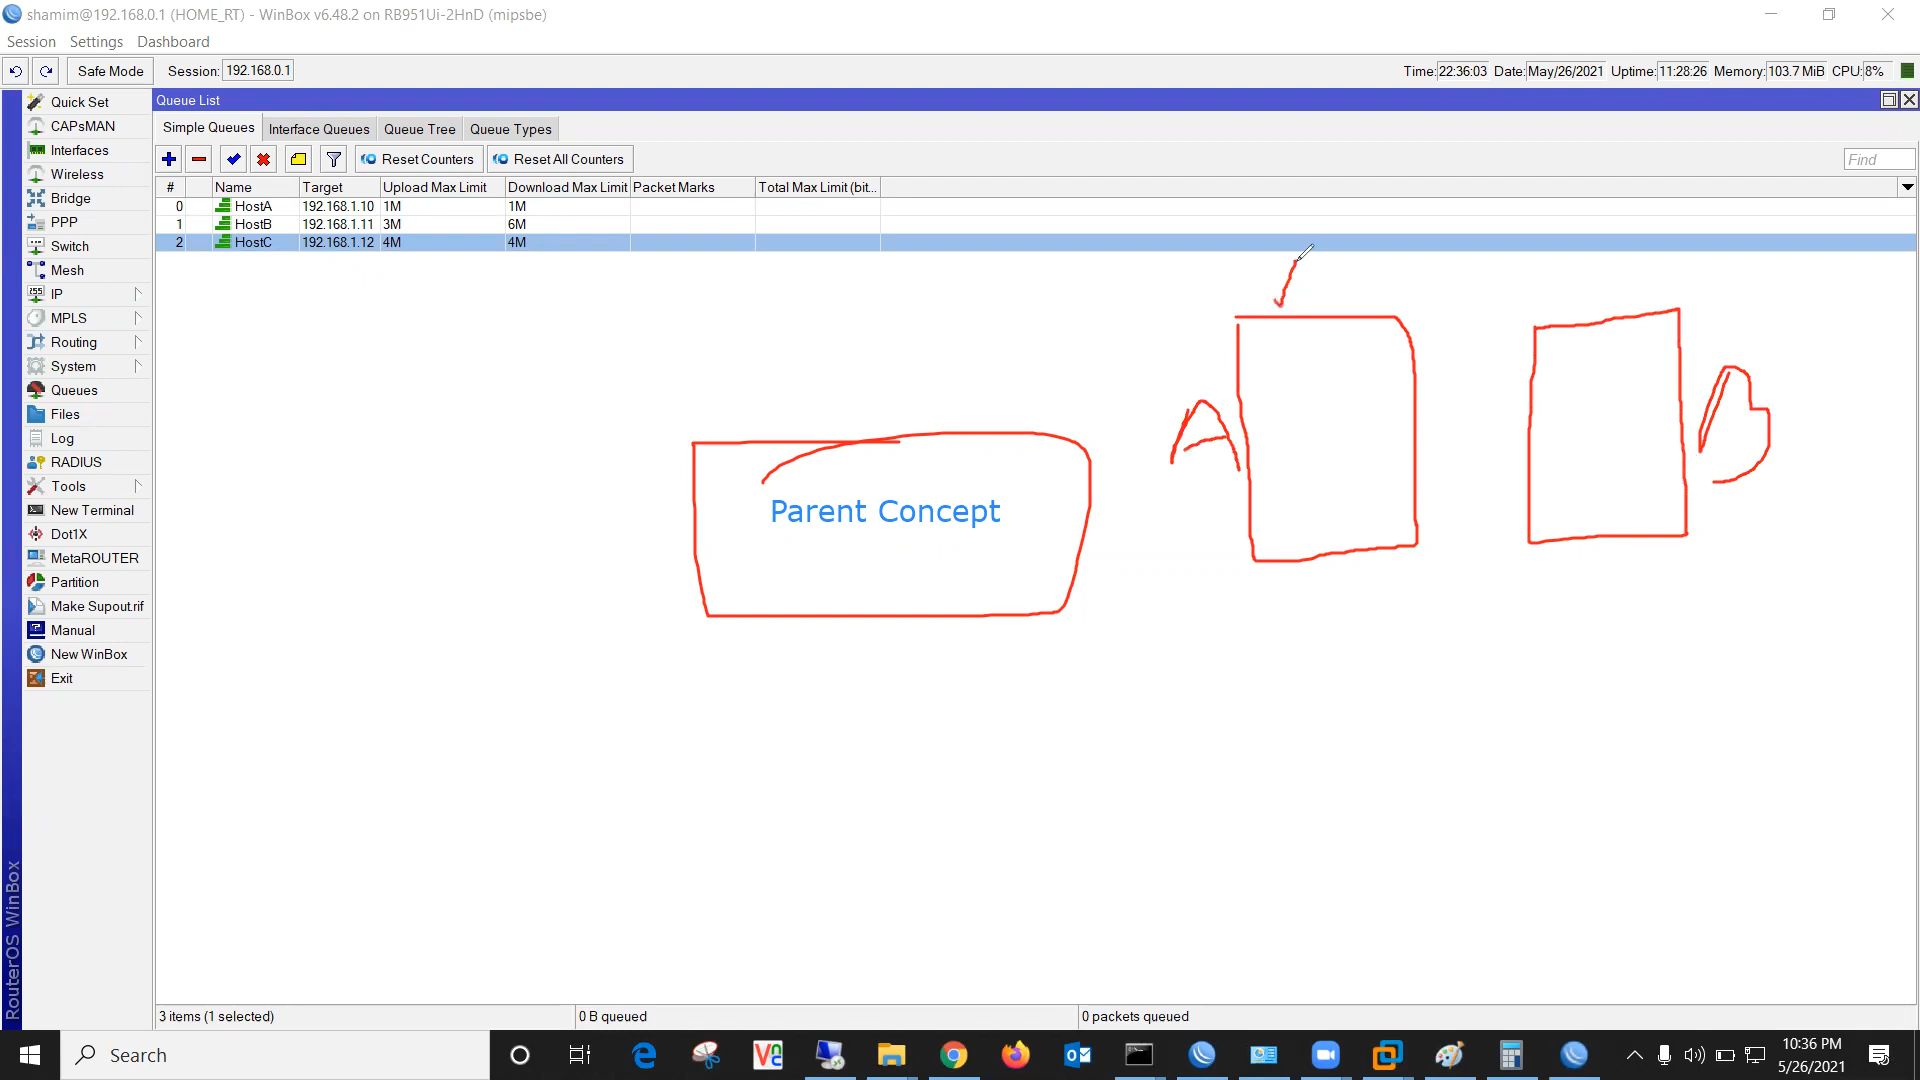 shamim@192.168.0.1 (HOME_RT) - WinBox v6.48.2 on RB951Ui-2HnD (mipsbe)
Session Settings Dashboard
Safe Mode Session: 192.168.0.1 Time: 22:36:03 Date: May/26/2021 Uptime: 11:28:26 Memory: 103.7 MiB CPU: 8%
Quick Set
CAPsMAN
Interfaces
Wireless
Bridge
PPP
Switch
Mesh
IP
MPLS
Routing
System
Queues
Files
Log
RADIUS
Tools
New Terminal
Dot1X
MetaROUTER
Partition
Make Supout.rif
Manual
New WinBox
Exit
RouterOS WinBox
Queue List
Simple Queues Interface Queues Queue Tree Queue Types
Reset Counters Reset All Counters Find
# Name Target Upload Max Limit Download Max Limit Packet Marks Total Max Limit (bit...
0 HostA 192.168.1.10 1M 1M
1 HostB 192.168.1.11 3M 6M
2 HostC 192.168.1.12 4M 4M
A B
Parent Concept
3 items (1 selected) 0 B queued 0 packets queued
Search
10:36 PM
5/26/2021